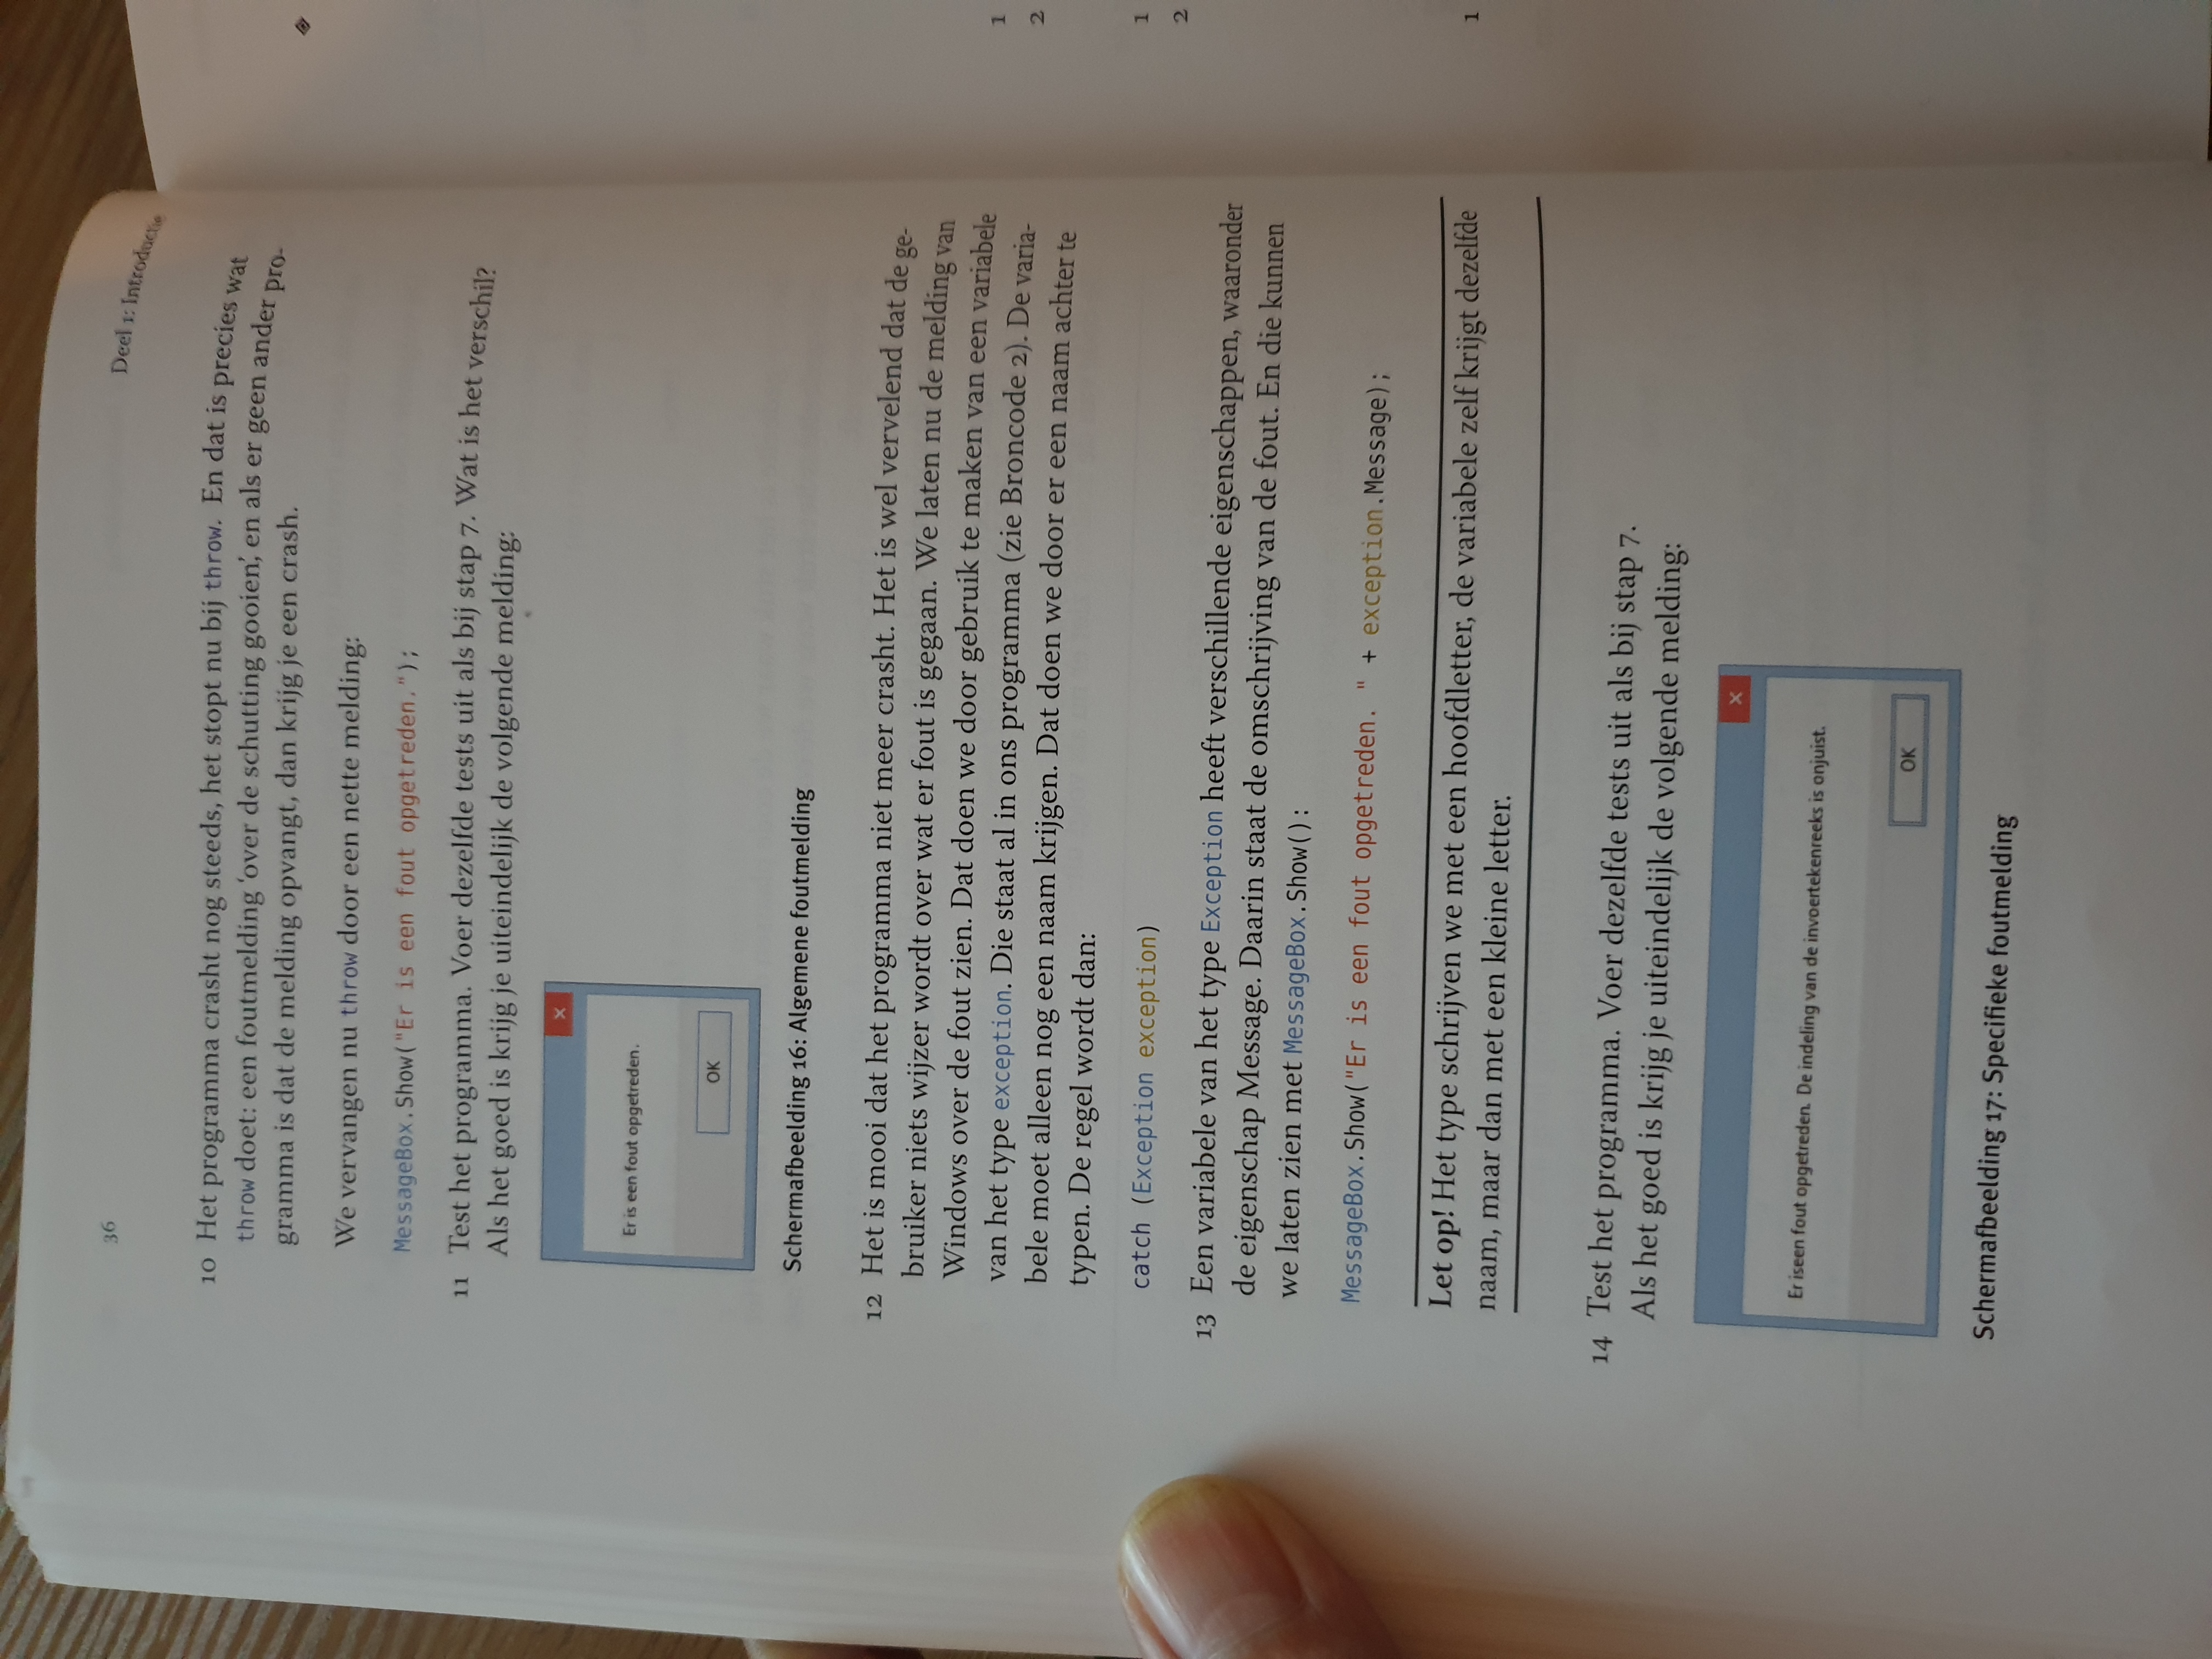 36
Deel 1: Introductie
10 Het programma crasht nog steeds, het stopt nu bij throw. En dat is precies wat
throw doet: een foutmelding ‘over de schutting gooien’, en als er geen ander pro-
gramma is dat de melding opvangt, dan krijg je een crash.
We vervangen nu throw door een nette melding:
MessageBox.Show("Er is een fout opgetreden.");
11 Test het programma. Voer dezelfde tests uit als bij stap 7. Wat is het verschil?
Als het goed is krijg je uiteindelijk de volgende melding:
Er is een fout opgetreden.
OK
Schermafbeelding 16: Algemene foutmelding
12 Het is mooi dat het programma niet meer crasht. Het is wel vervelend dat de ge-
bruiker niets wijzer wordt over wat er fout is gegaan. We laten nu de melding van
Windows over de fout zien. Dat doen we door gebruik te maken van een variabele
van het type exception. Die staat al in ons programma (zie Broncode 2). De varia-
bele moet alleen nog een naam krijgen. Dat doen we door er een naam achter te
typen. De regel wordt dan:
catch (Exception exception)
13 Een variabele van het type Exception heeft verschillende eigenschappen, waaronder
de eigenschap Message. Daarin staat de omschrijving van de fout. En die kunnen
we laten zien met MessageBox.Show():
MessageBox.Show("Er is een fout opgetreden. " + exception.Message);
Let op! Het type schrijven we met een hoofdletter, de variabele zelf krijgt dezelfde
naam, maar dan met een kleine letter.
14 Test het programma. Voer dezelfde tests uit als bij stap 7.
Als het goed is krijg je uiteindelijk de volgende melding:
Er iseen fout opgetreden. De indeling van de invoertekenreeks is onjuist.
OK
Schermafbeelding 17: Specifieke foutmelding
1
2
1
2
1